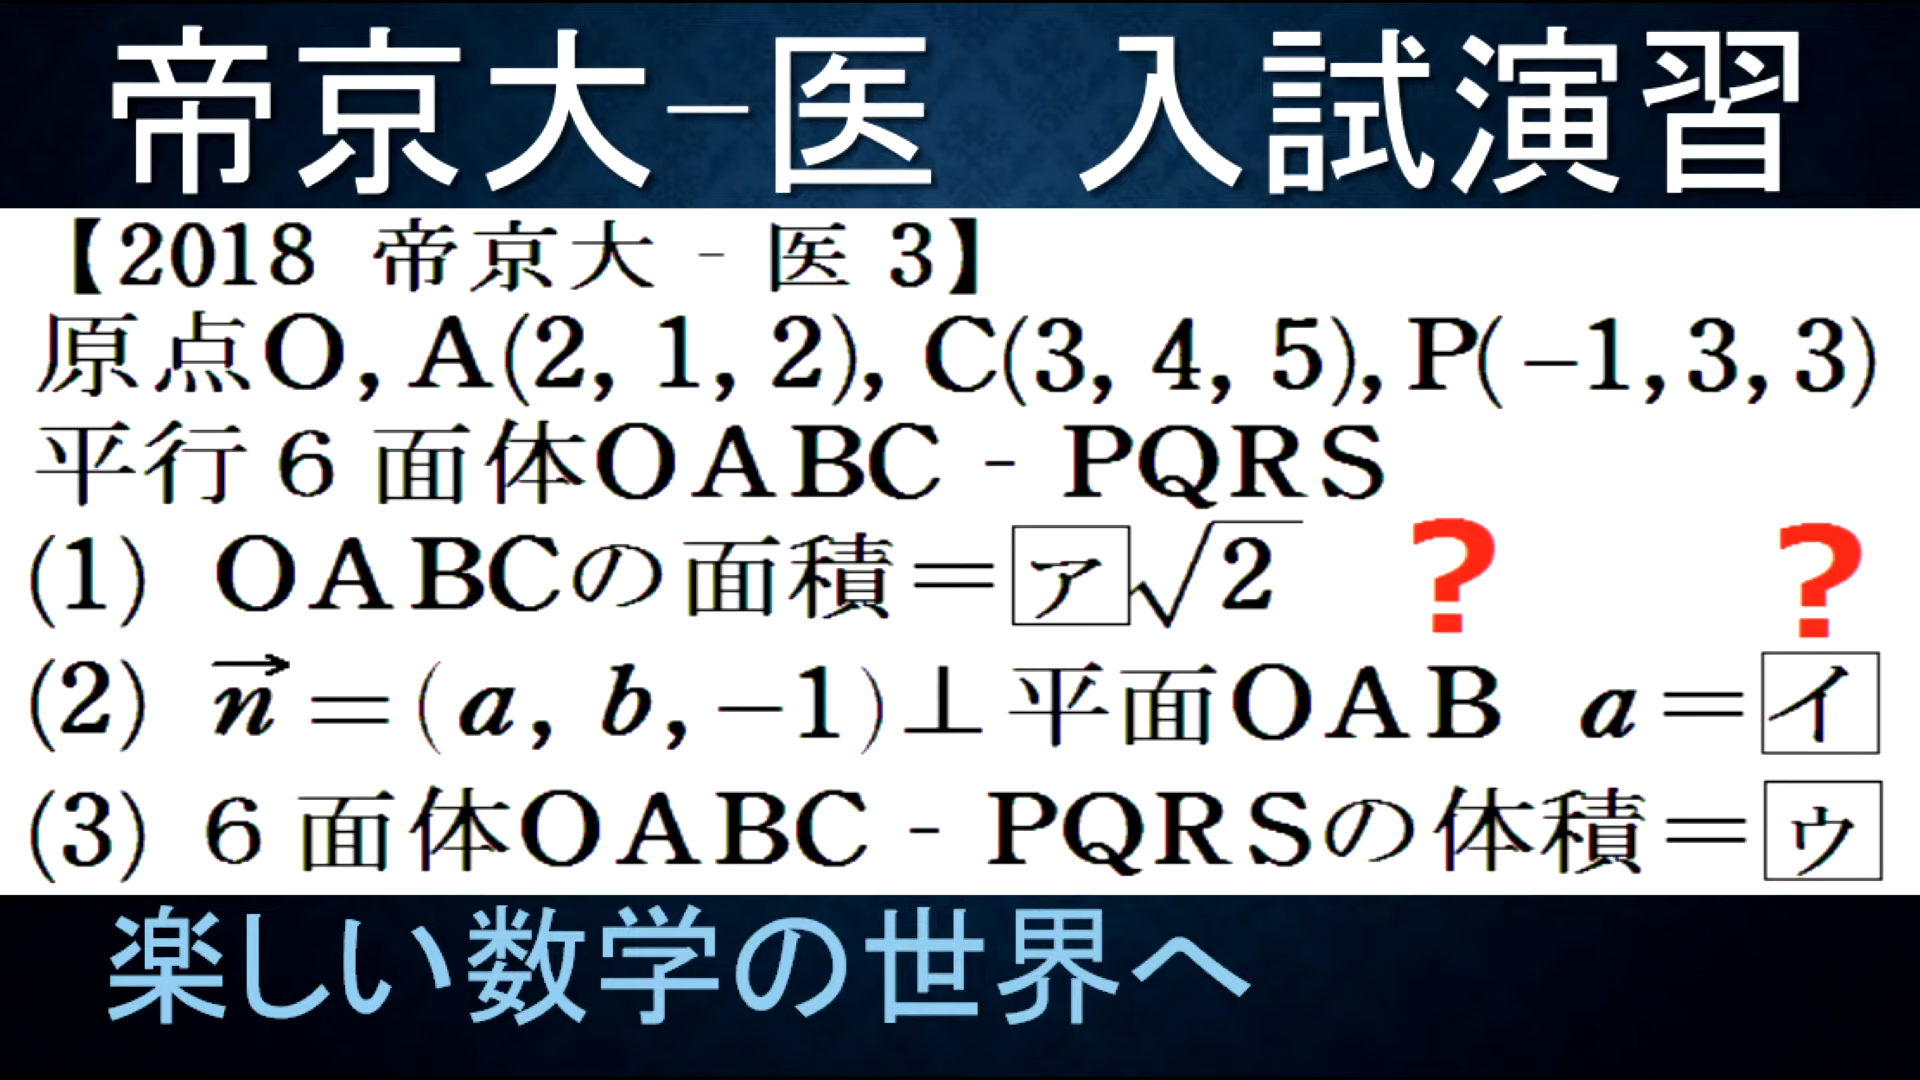 帝京大-医 入試演習
【2018 帝京大 - 医 3】
原点O, A(2, 1, 2), C(3, 4, 5), P(−1, 3, 3)
平行6面体OABC - PQRS
(1) OABCの面積=ア√2 ? ?
(2) n⃗=(a, b, −1)⊥平面OAB a=イ
(3) 6面体OABC - PQRSの体積=ウ
楽しい数学の世界へ